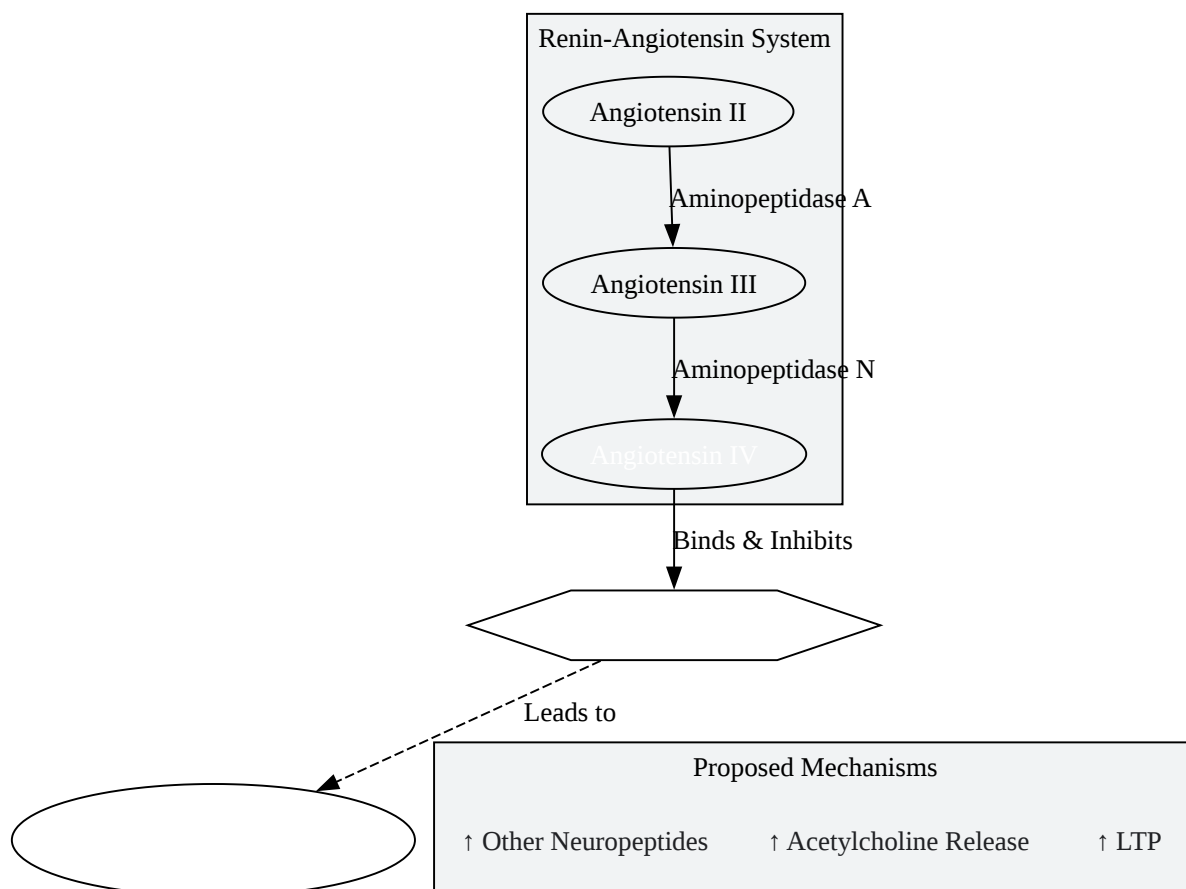 Renin-Angiotensin System
Angiotensin II
Aminopeptidase A
Angiotensin III
Aminopeptidase N
Angiotensin IV
Binds & Inhibits
Leads to
Proposed Mechanisms
↑ Other Neuropeptides
↑ Acetylcholine Release
↑ LTP